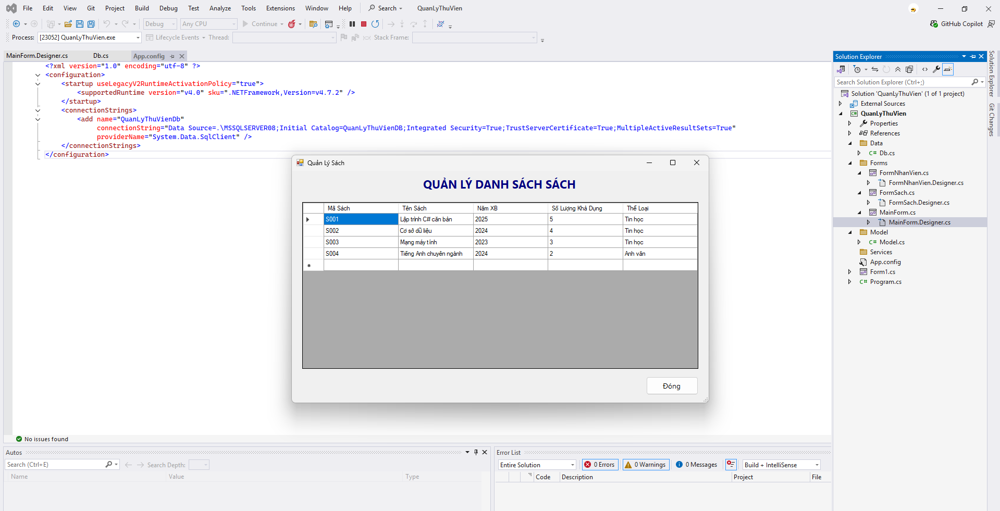 File Edit View Git Project Build Debug Test Analyze Tools Extensions Window Help Search QuanLyThuVien
Debug Any CPU Continue GitHub Copilot
Process: [23052] QuanLyThuVien.exe Lifecycle Events Thread: Stack Frame:
MainForm.Designer.cs Db.cs App.config
<?xml version="1.0" encoding="utf-8" ?>
<configuration>
<startup useLegacyV2RuntimeActivationPolicy="true">
<supportedRuntime version="v4.0" sku=".NETFramework,Version=v4.7.2" />
</startup>
<connectionStrings>
<add name="QuanLyThuVienDb"
connectionString="Data Source=.\MSSQLSERVER08;Initial Catalog=QuanLyThuVienDB;Integrated Security=True;TrustServerCertificate=True;MultipleActiveResultSets=True"
providerName="System.Data.SqlClient" />
</connectionStrings>
</configuration>
Quản Lý Sách
QUẢN LÝ DANH SÁCH SÁCH
Mã Sách Tên Sách Năm XB Số Lượng Khả Dụng Thể Loại
S001 Lập trình C# căn bản 2025 5 Tin học
S002 Cơ sở dữ liệu 2024 4 Tin học
S003 Mạng máy tính 2023 3 Tin học
S004 Tiếng Anh chuyên ngành 2024 2 Anh văn
Đóng
No issues found
Autos
Search (Ctrl+E) Search Depth:
Name Value Type
Error List
Entire Solution 0 Errors 0 Warnings 0 Messages Build + IntelliSense
Code Description Project File
Solution Explorer
Search Solution Explorer (Ctrl+;)
Solution 'QuanLyThuVien' (1 of 1 project)
External Sources
QuanLyThuVien
Properties
References
Data
C# Db.cs
Forms
FormNhanVien.cs
FormNhanVien.Designer.cs
FormSach.cs
FormSach.Designer.cs
MainForm.cs
MainForm.Designer.cs
Model
C# Model.cs
Services
App.config
Form1.cs
C# Program.cs
Solution Explorer
Git Changes